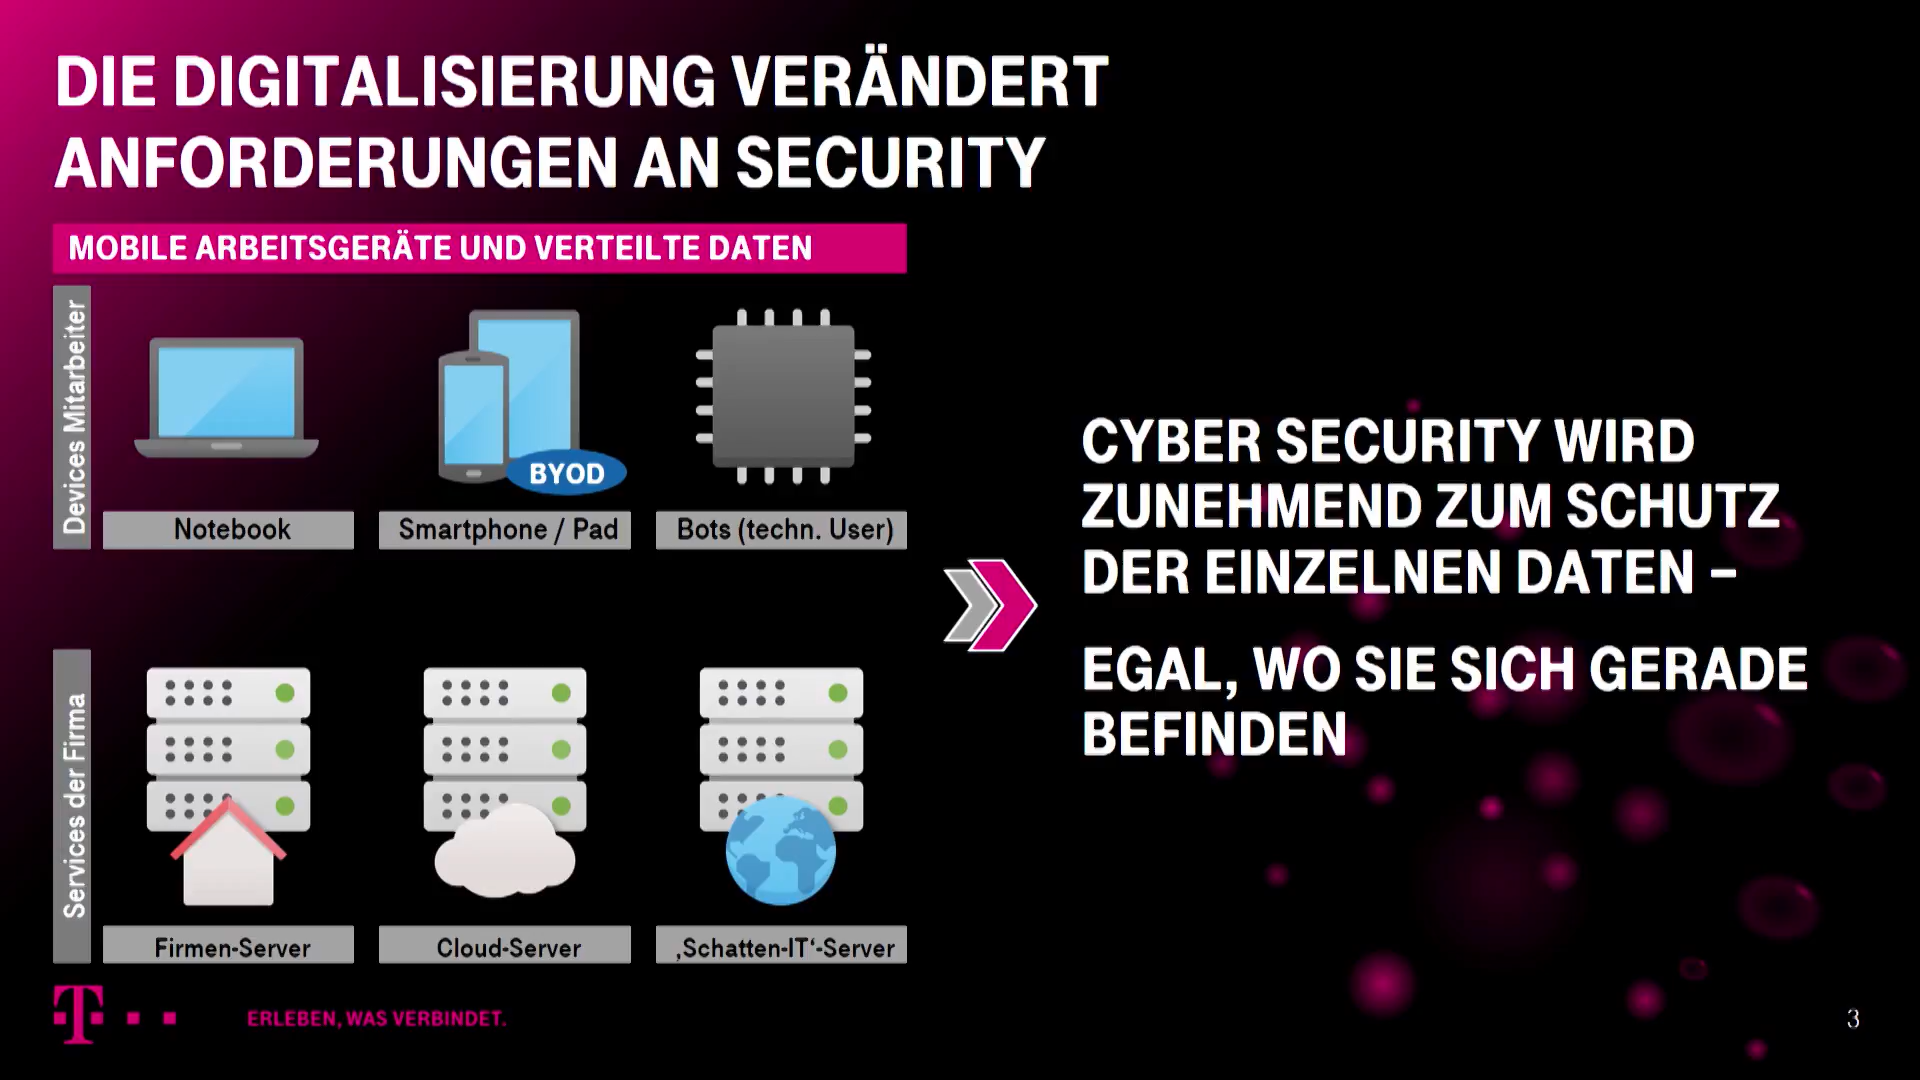 DIE DIGITALISIERUNG VERÄNDERT
ANFORDERUNGEN AN SECURITY
MOBILE ARBEITSGERÄTE UND VERTEILTE DATEN
Devices Mitarbeiter
BYOD
Notebook
Smartphone / Pad
Bots (techn. User)
Services der Firma
Firmen-Server
Cloud-Server
‚Schatten-IT‘-Server
CYBER SECURITY WIRD
ZUNEHMEND ZUM SCHUTZ
DER EINZELNEN DATEN –
EGAL, WO SIE SICH GERADE
BEFINDEN
T
ERLEBEN, WAS VERBINDET.
3